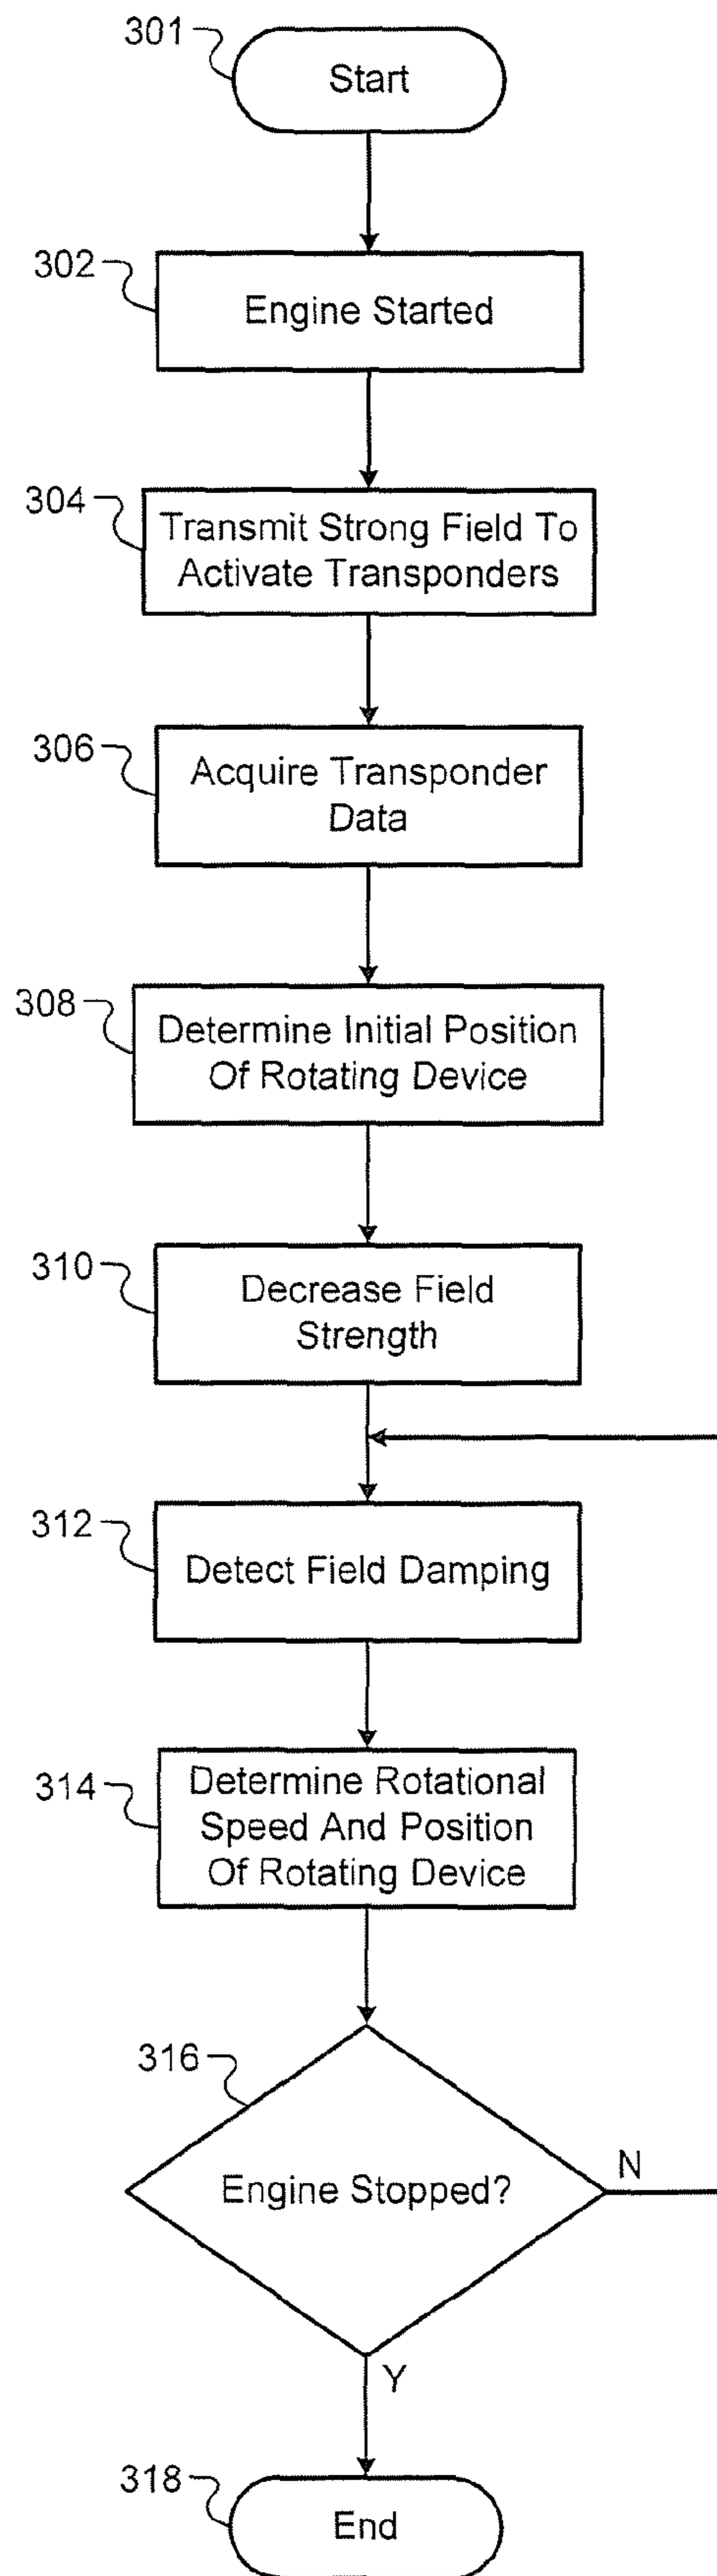 301
Start
302
Engine Started
304
Transmit Strong Field To
Activate Transponders
306
Acquire Transponder
Data
308
Determine Initial Position
Of Rotating Device
310
Decrease Field
Strength
312
Detect Field Damping
314
Determine Rotational
Speed And Position
Of Rotating Device
316
Engine Stopped?
N
Y
318
End